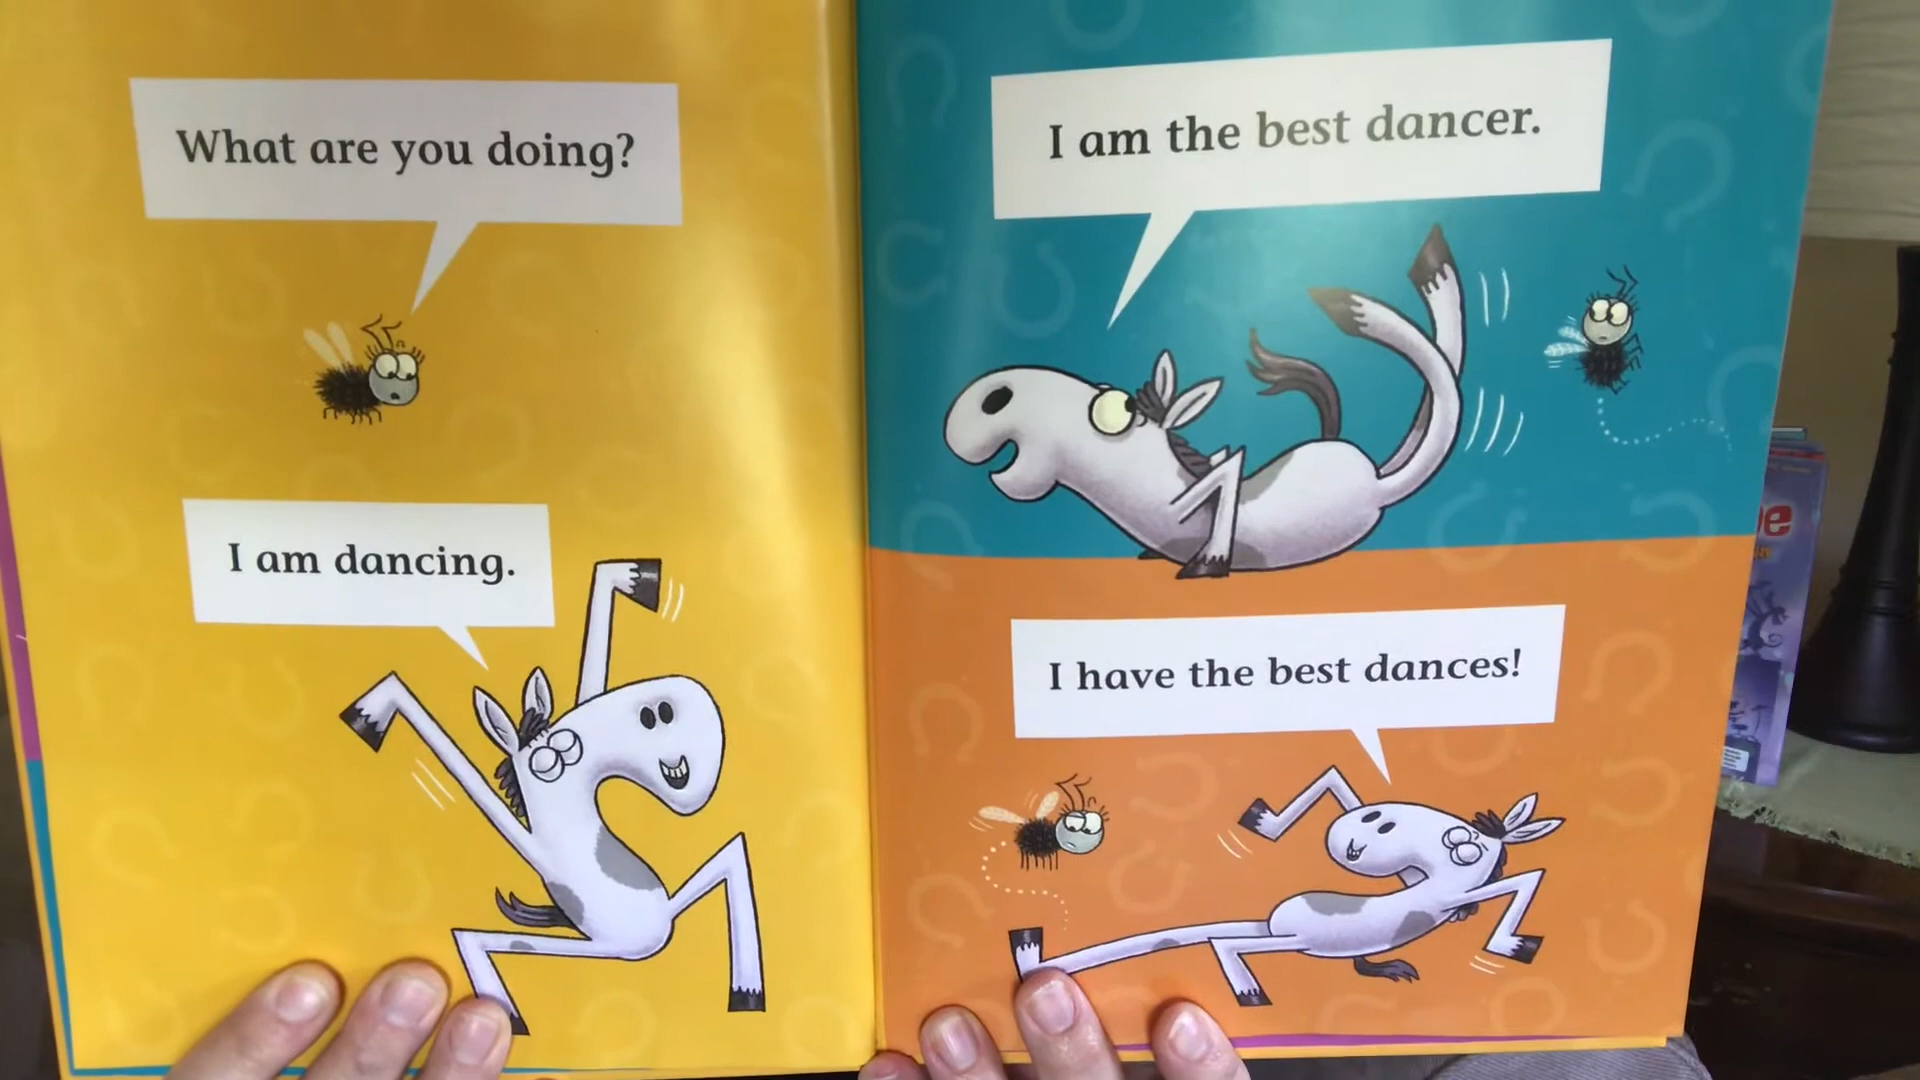 What are you doing?
I am dancing.
I am the best dancer.
I have the best dances!